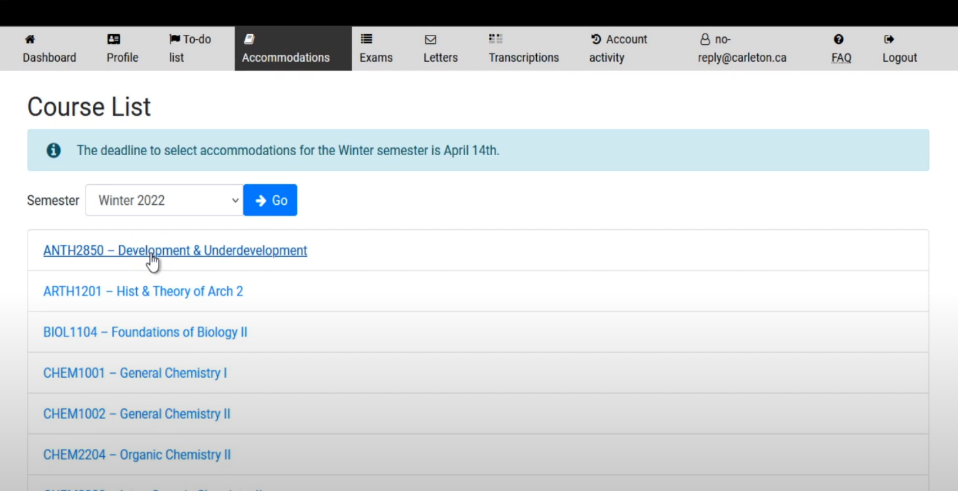 Dashboard
Profile
To-do
list
Accommodations
Exams
Letters
Transcriptions
Account
activity
no-
reply@carleton.ca
FAQ
Logout
Course List
The deadline to select accommodations for the Winter semester is April 14th.
Semester Winter 2022 Go
ANTH2850 – Development & Underdevelopment
ARTH1201 – Hist & Theory of Arch 2
BIOL1104 – Foundations of Biology II
CHEM1001 – General Chemistry I
CHEM1002 – General Chemistry II
CHEM2204 – Organic Chemistry II